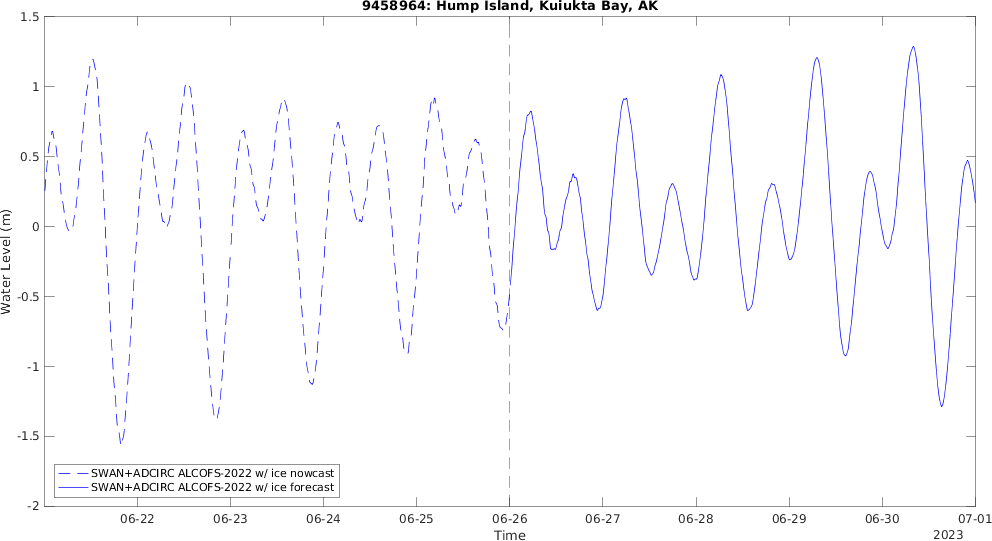 9458964: Hump Island, Kuiukta Bay, AK
1.5
1
0.5
0
-0.5
-1
-1.5
-2
Water Level (m)
SWAN+ADCIRC ALCOFS-2022 w/ ice nowcast
SWAN+ADCIRC ALCOFS-2022 w/ ice forecast
06-22 06-23 06-24 06-25 06-26 06-27 06-28 06-29 06-30 07-01
Time
2023